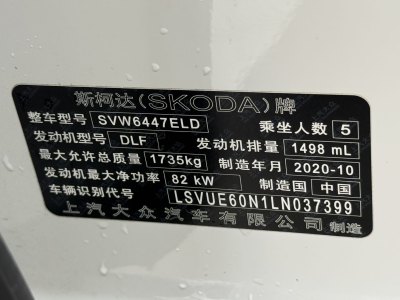 斯柯达(SKODA)牌
整车型号 SVW6447ELD 乘坐人数 5
发动机型号 DLF 发动机排量 1498 mL
最大允许总质量 1735kg 制造年月 2020-10
发动机最大净功率 82 kW 制造国 中国
车辆识别代号 LSVUE60N1LN037399
上汽大众汽车有限公司 制造